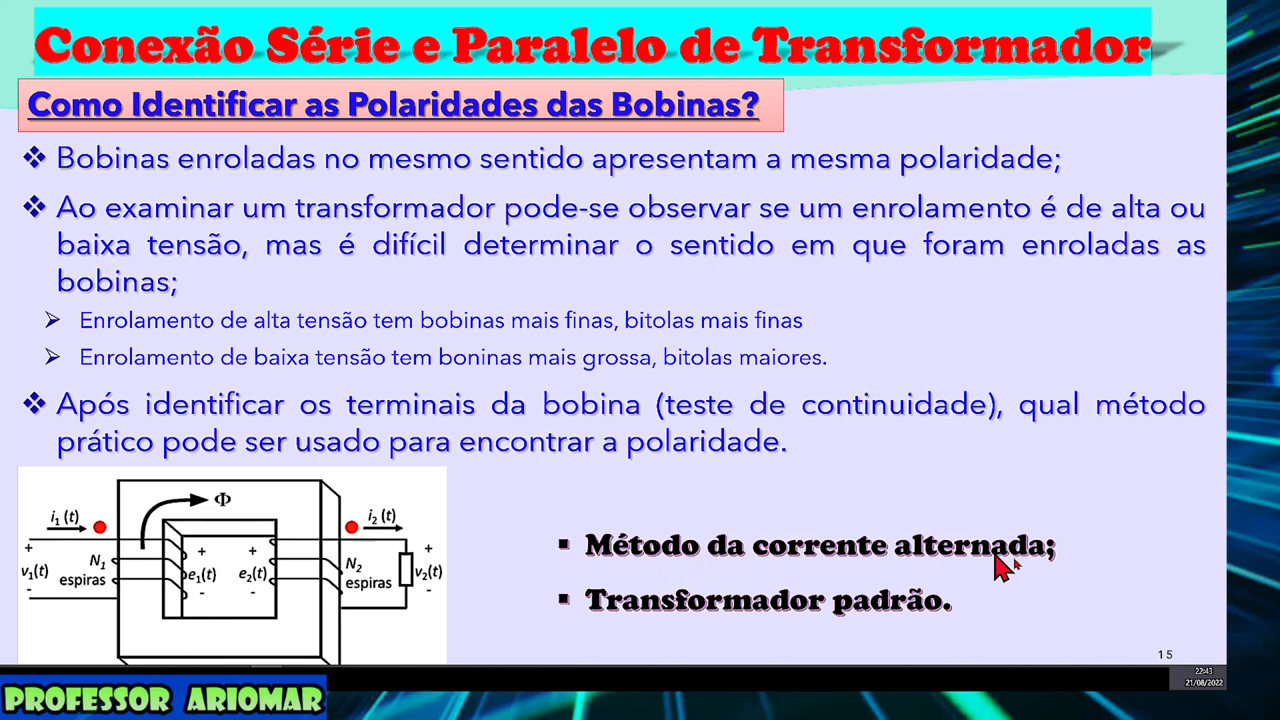 Conexão Série e Paralelo de Transformador
Como Identificar as Polaridades das Bobinas?
❖ Bobinas enroladas no mesmo sentido apresentam a mesma polaridade;
❖ Ao examinar um transformador pode-se observar se um enrolamento é de alta ou
baixa tensão, mas é difícil determinar o sentido em que foram enroladas as
bobinas;
➢ Enrolamento de alta tensão tem bobinas mais finas, bitolas mais finas
➢ Enrolamento de baixa tensão tem boninas mais grossa, bitolas maiores.
❖ Após identificar os terminais da bobina (teste de continuidade), qual método
prático pode ser usado para encontrar a polaridade.
Φ
i₁ (t)
i₂ (t)
+
+
+
+
N₁
espiras
v₁(t)
e₁(t)
e₂(t)
N₂
espiras
v₂(t)
-
-
-
-
▪ Método da corrente alternada;
▪ Transformador padrão.
15
22:43
21/08/2022
PROFESSOR ARIOMAR